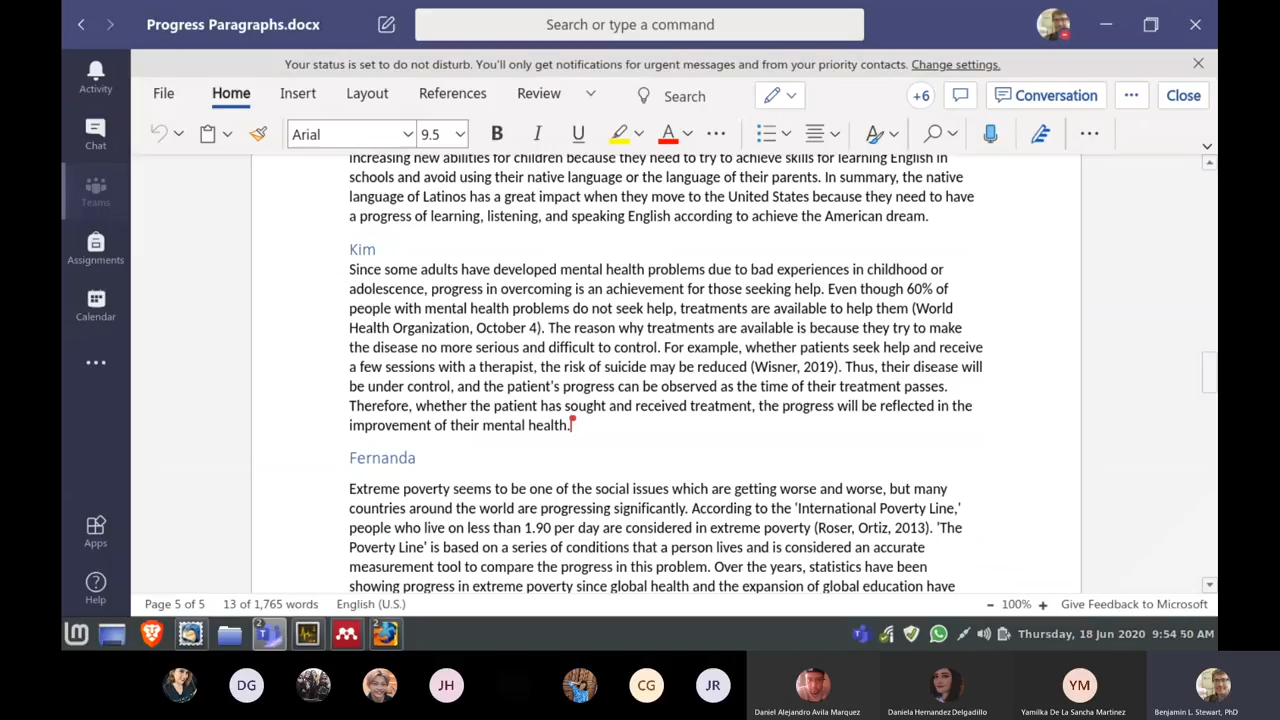 Progress Paragraphs.docx
Search or type a command
Your status is set to do not disturb. You'll only get notifications for urgent messages and from your priority contacts. Change settings.
Activity
Chat
Teams
Assignments
Calendar
Apps
Help
File Home Insert Layout References Review Search +6 Conversation Close
Arial 9.5 B I U A
increasing new abilities for children because they need to try to achieve skills for learning English in
schools and avoid using their native language or the language of their parents. In summary, the native
language of Latinos has a great impact when they move to the United States because they need to have
a progress of learning, listening, and speaking English according to achieve the American dream.
Kim
Since some adults have developed mental health problems due to bad experiences in childhood or
adolescence, progress in overcoming is an achievement for those seeking help. Even though 60% of
people with mental health problems do not seek help, treatments are available to help them (World
Health Organization, October 4). The reason why treatments are available is because they try to make
the disease no more serious and difficult to control. For example, whether patients seek help and receive
a few sessions with a therapist, the risk of suicide may be reduced (Wisner, 2019). Thus, their disease will
be under control, and the patient's progress can be observed as the time of their treatment passes.
Therefore, whether the patient has sought and received treatment, the progress will be reflected in the
improvement of their mental health.
Fernanda
Extreme poverty seems to be one of the social issues which are getting worse and worse, but many
countries around the world are progressing significantly. According to the 'International Poverty Line,'
people who live on less than 1.90 per day are considered in extreme poverty (Roser, Ortiz, 2013). 'The
Poverty Line' is based on a series of conditions that a person lives and is considered an accurate
measurement tool to compare the progress in this problem. Over the years, statistics have been
showing progress in extreme poverty since global health and the expansion of global education have
Page 5 of 5 13 of 1,765 words English (U.S.) 100% Give Feedback to Microsoft
2 2 Thursday, 18 Jun 2020 9:54 50 AM
DG JH CG JR YM
Daniel Alejandro Avila Marquez Daniela Hernandez Delgadillo Yamilka De La Sancha Martinez Benjamin L. Stewart, PhD